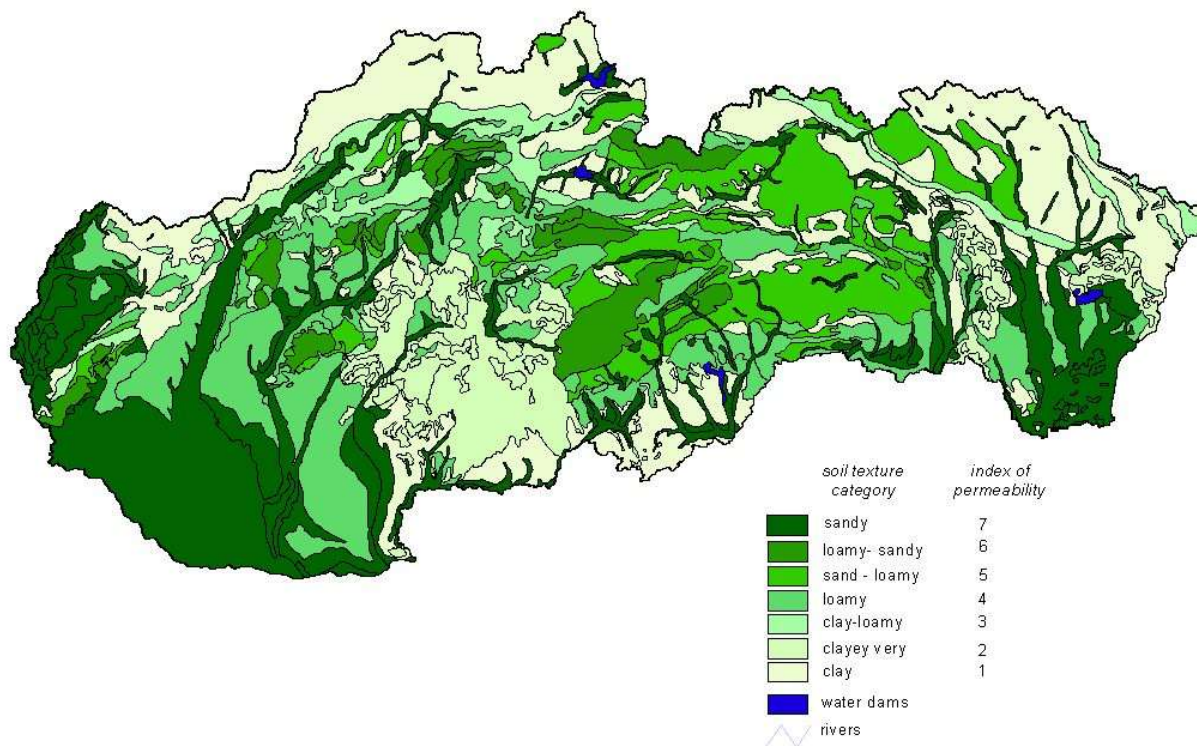 soil texture category index of permeability
sandy 7
loamy- sandy 6
sand - loamy 5
loamy 4
clay-loamy 3
clayey very 2
clay 1
water dams
rivers